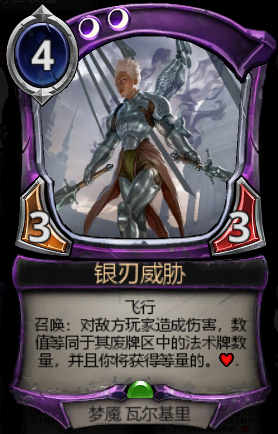 4
3
3
银刃威胁
飞行
召唤：对敌方玩家造成伤害，数
值等同于其废牌区中的法术牌数
量，并且你将获得等量的。
梦魇 瓦尔基里